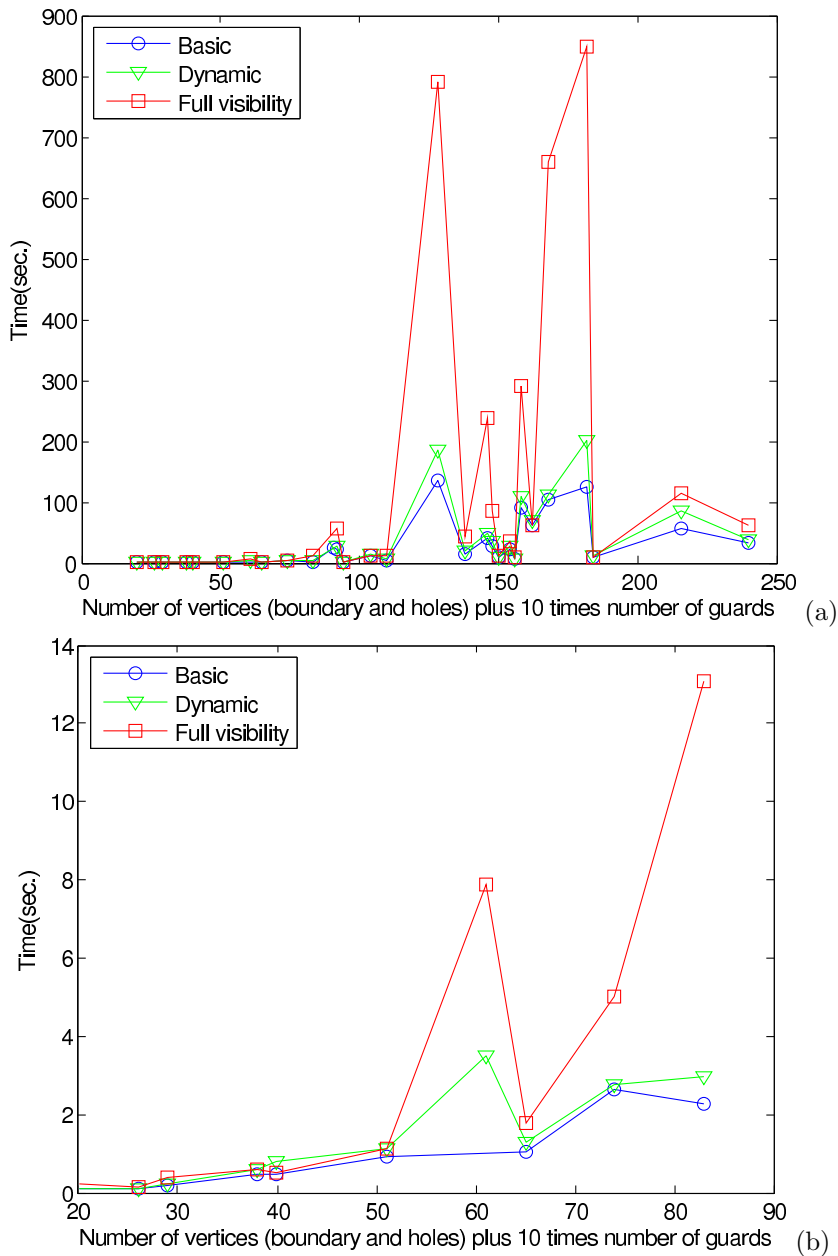 900
800
700
600
500
400
300
200
100
0
Time(sec.)
Basic
Dynamic
Full visibility
0 50 100 150 200 250
Number of vertices (boundary and holes) plus 10 times number of guards
(a)
14
12
10
8
6
4
2
0
Time(sec.)
Basic
Dynamic
Full visibility
20 30 40 50 60 70 80 90
Number of vertices (boundary and holes) plus 10 times number of guards
(b)